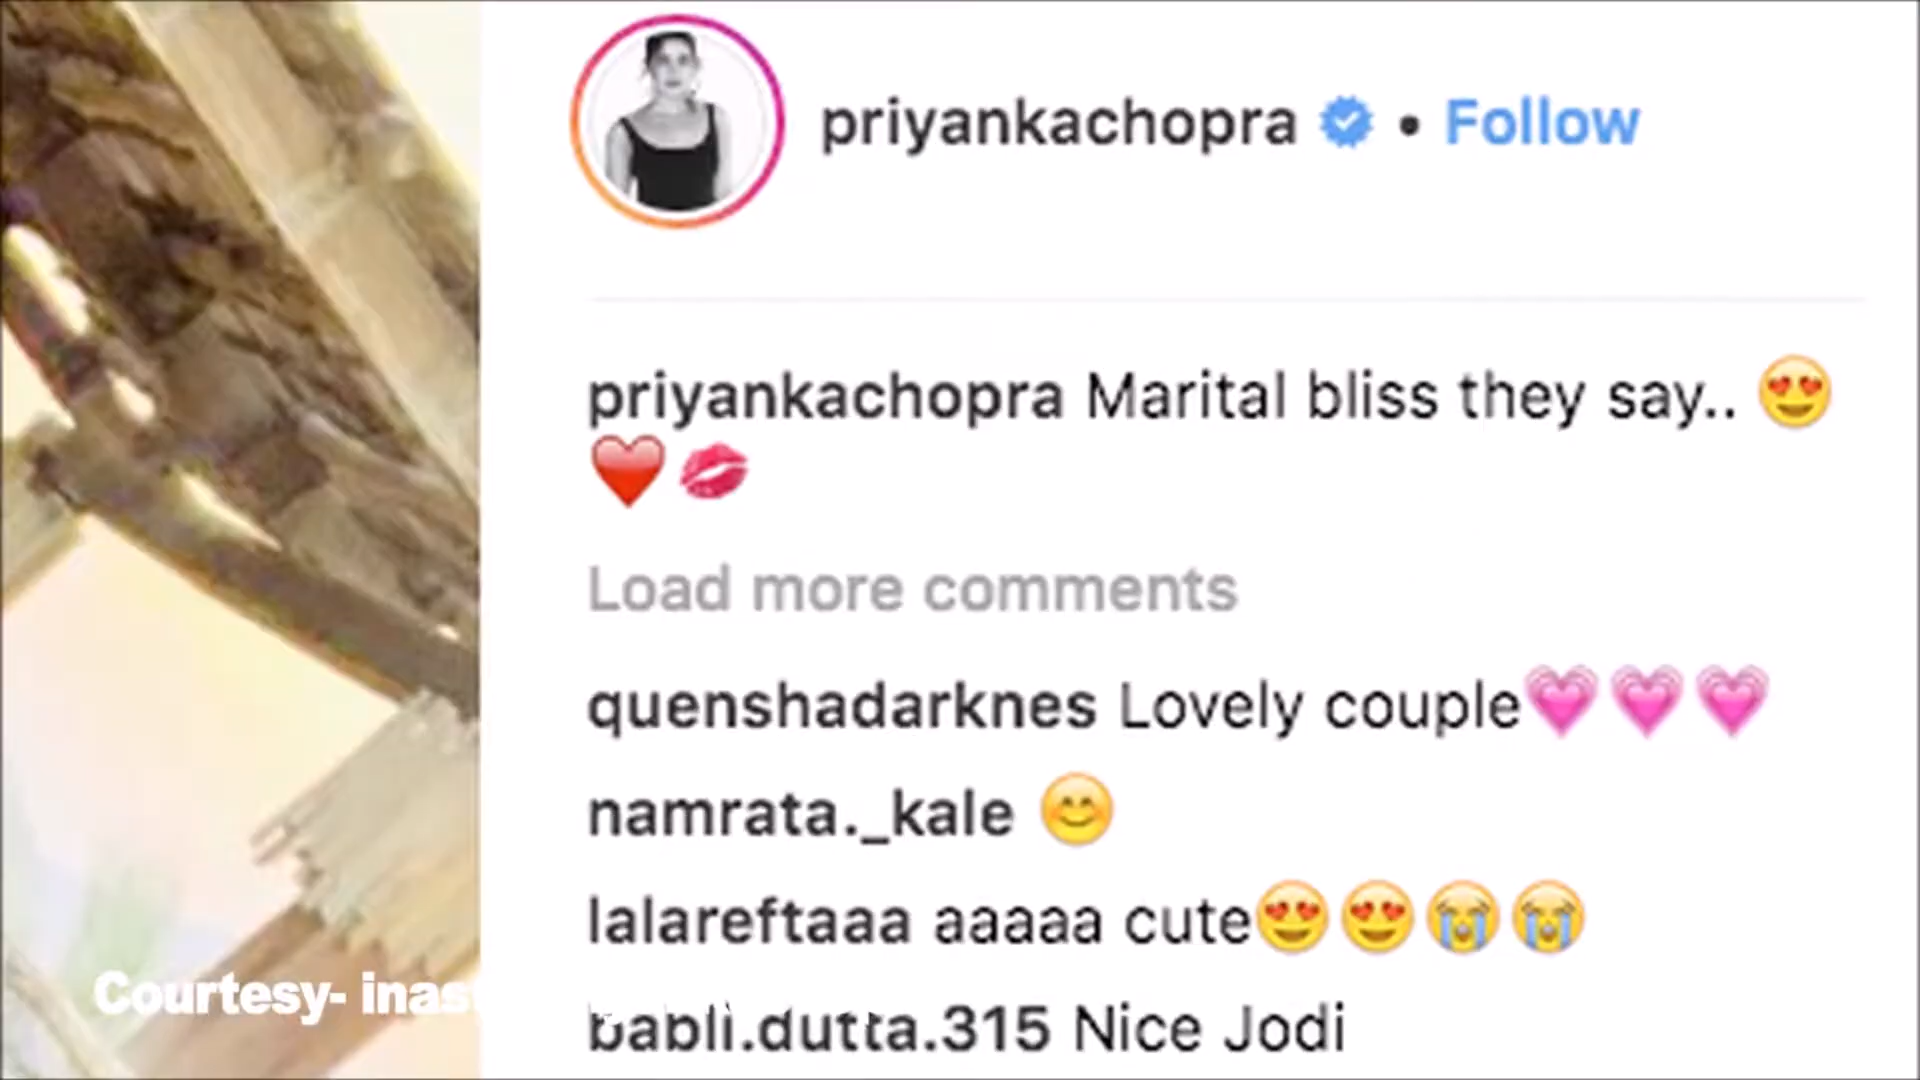 priyankachopra • Follow
priyankachopra Marital bliss they say.. 😍
❤️💋
Load more comments
quenshadarknes Lovely couple💗💗💗
namrata._kale 😊
lalareftaaa aaaaa cute😍😍😭😭
babli.dutta.315 Nice Jodi
Courtesy-